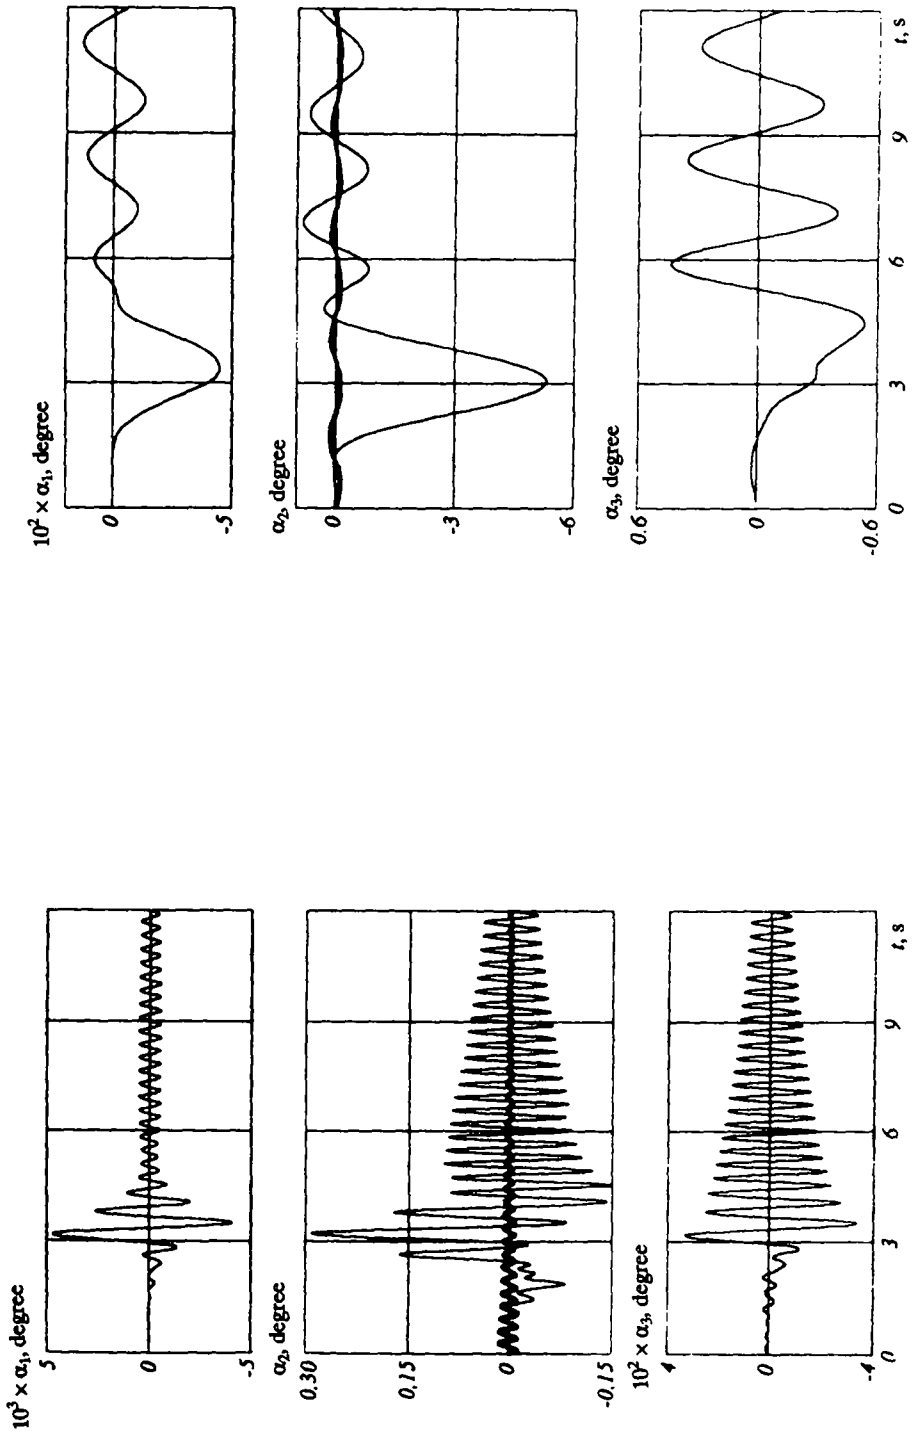 10³ × α₁, degree
5
0
-5
α₂, degree
0.30
0.15
0
-0.15
10² × α₃, degree
4
0
-4
0 3 6 9 t, s
10² × α₁, degree
0
-5
α₂, degree
0
-3
-6
α₃, degree
0.6
0
-0.6
0 3 6 9 t, s